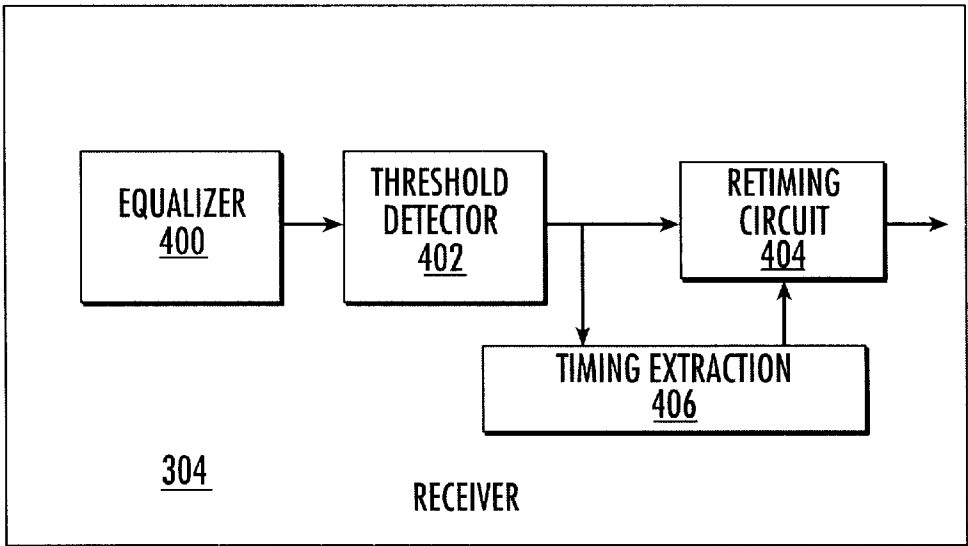 EQUALIZER
400
THRESHOLD
DETECTOR
402
RETIMING
CIRCUIT
404
TIMING EXTRACTION
406
304
RECEIVER